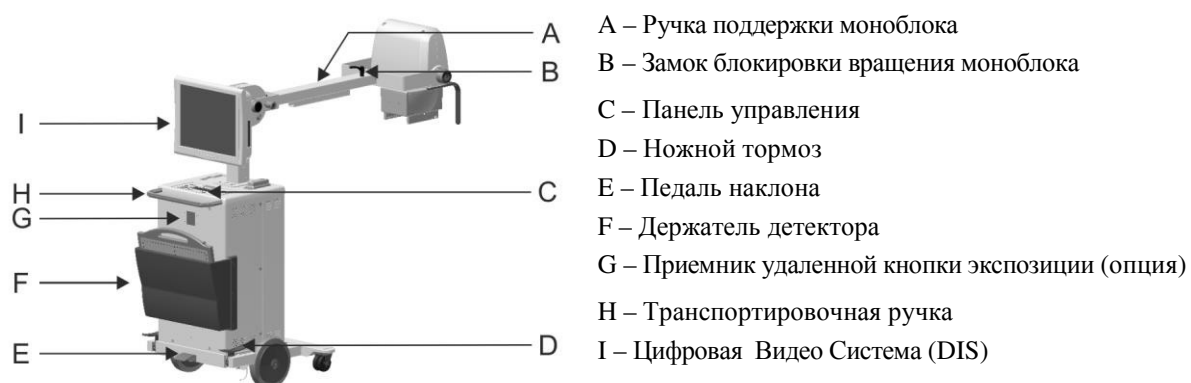 A
B
I
H
G
C
F
E
D
A – Ручка поддержки моноблока
B – Замок блокировки вращения моноблока
C – Панель управления
D – Ножной тормоз
E – Педаль наклона
F – Держатель детектора
G – Приемник удаленной кнопки экспозиции (опция)
H – Транспортировочная ручка
I – Цифровая Видео Система (DIS)